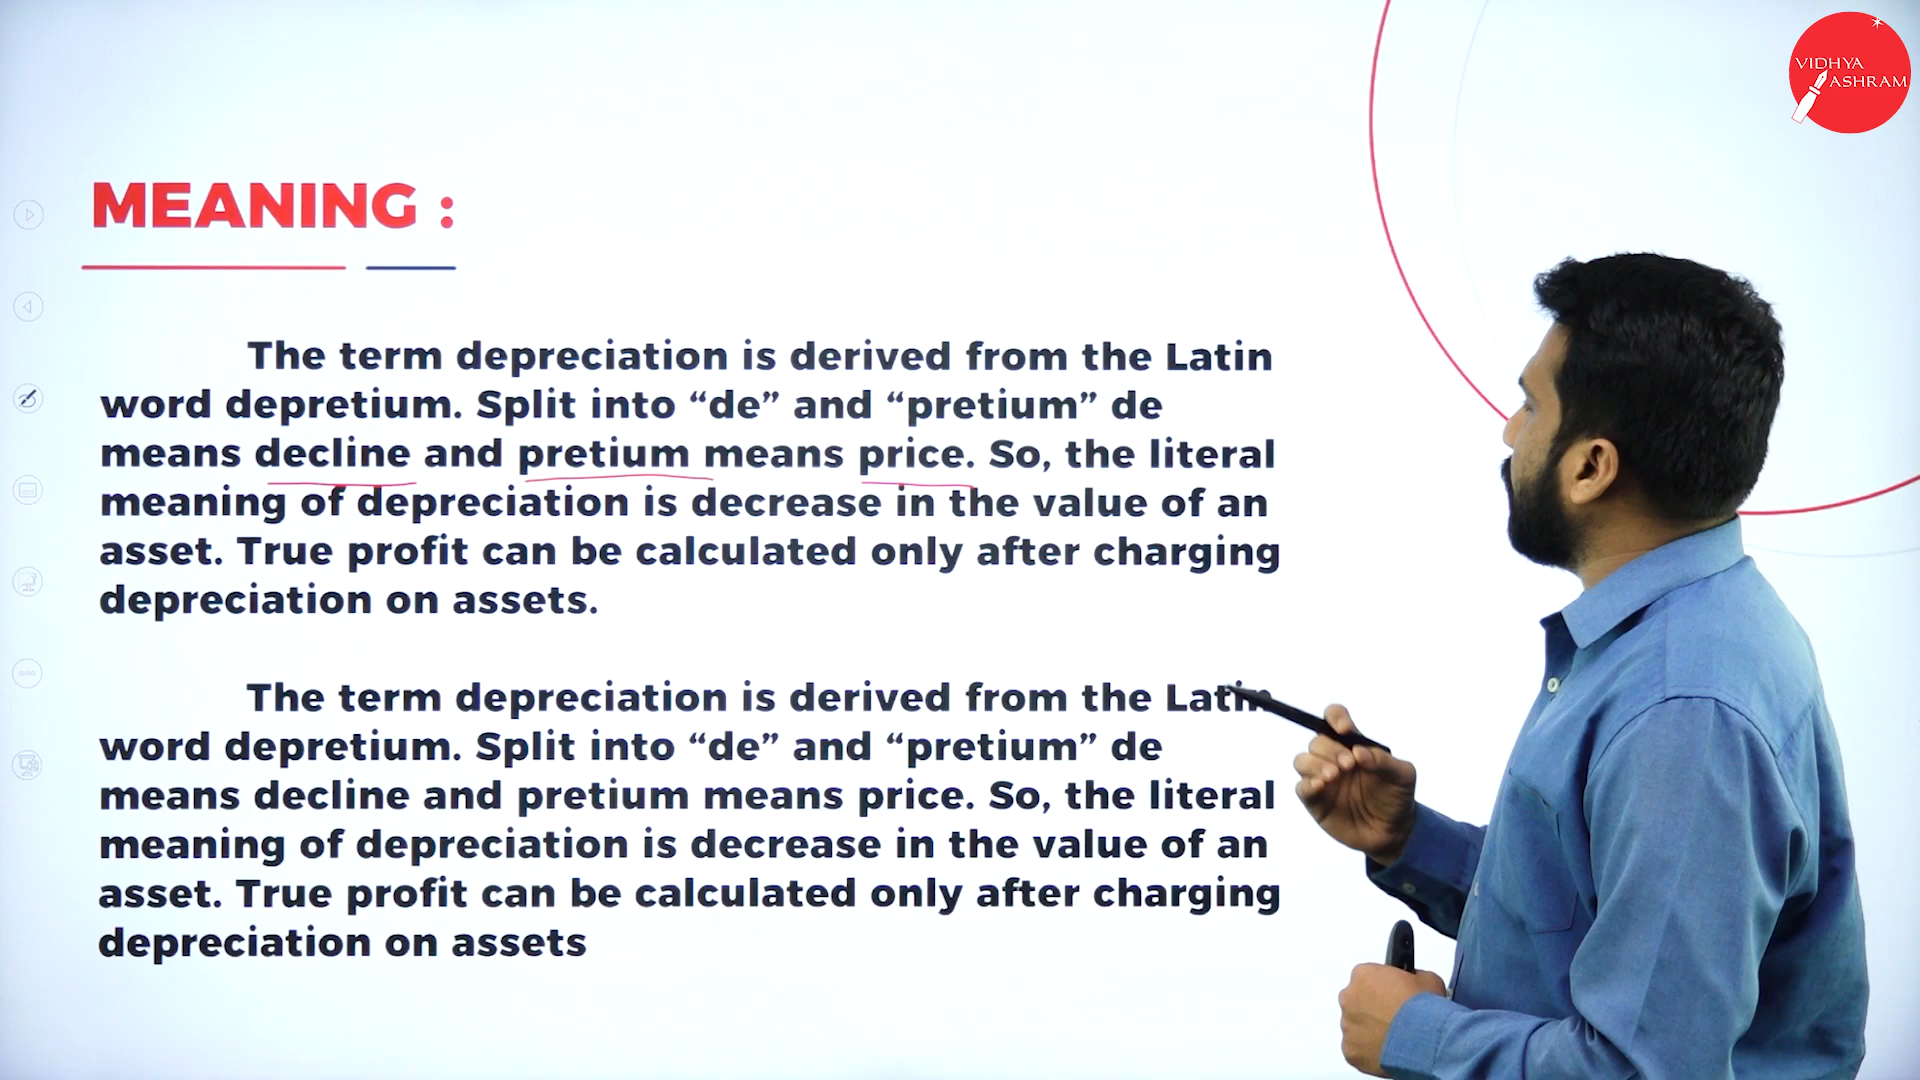 VIDHYA
ASHRAM
MEANING :
The term depreciation is derived from the Latin
word depretium. Split into “de” and “pretium” de
means decline and pretium means price. So, the literal
meaning of depreciation is decrease in the value of an
asset. True profit can be calculated only after charging
depreciation on assets.
The term depreciation is derived from the Latin
word depretium. Split into “de” and “pretium” de
means decline and pretium means price. So, the literal
meaning of depreciation is decrease in the value of an
asset. True profit can be calculated only after charging
depreciation on assets